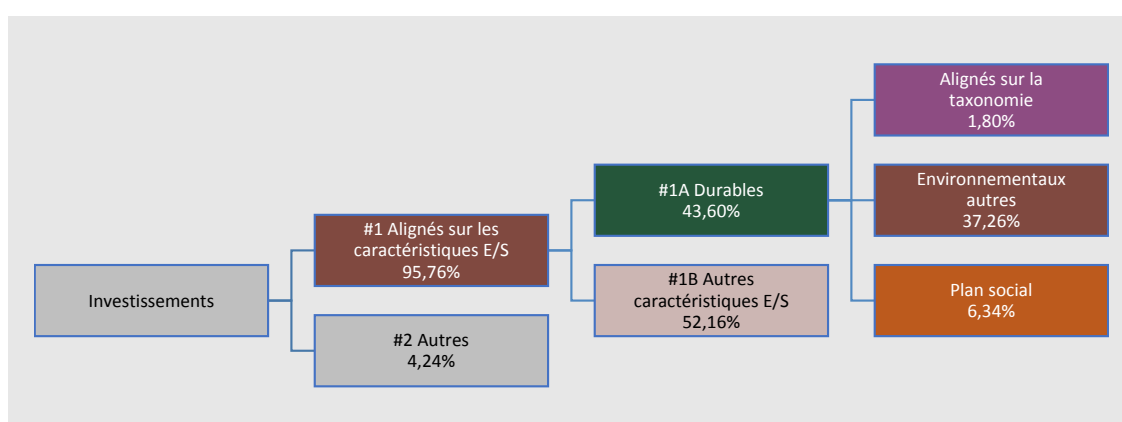 Investissements
#1 Alignés sur les
caractéristiques E/S
95,76%
#2 Autres
4,24%
#1A Durables
43,60%
#1B Autres
caractéristiques E/S
52,16%
Alignés sur la
taxonomie
1,80%
Environnementaux
autres
37,26%
Plan social
6,34%